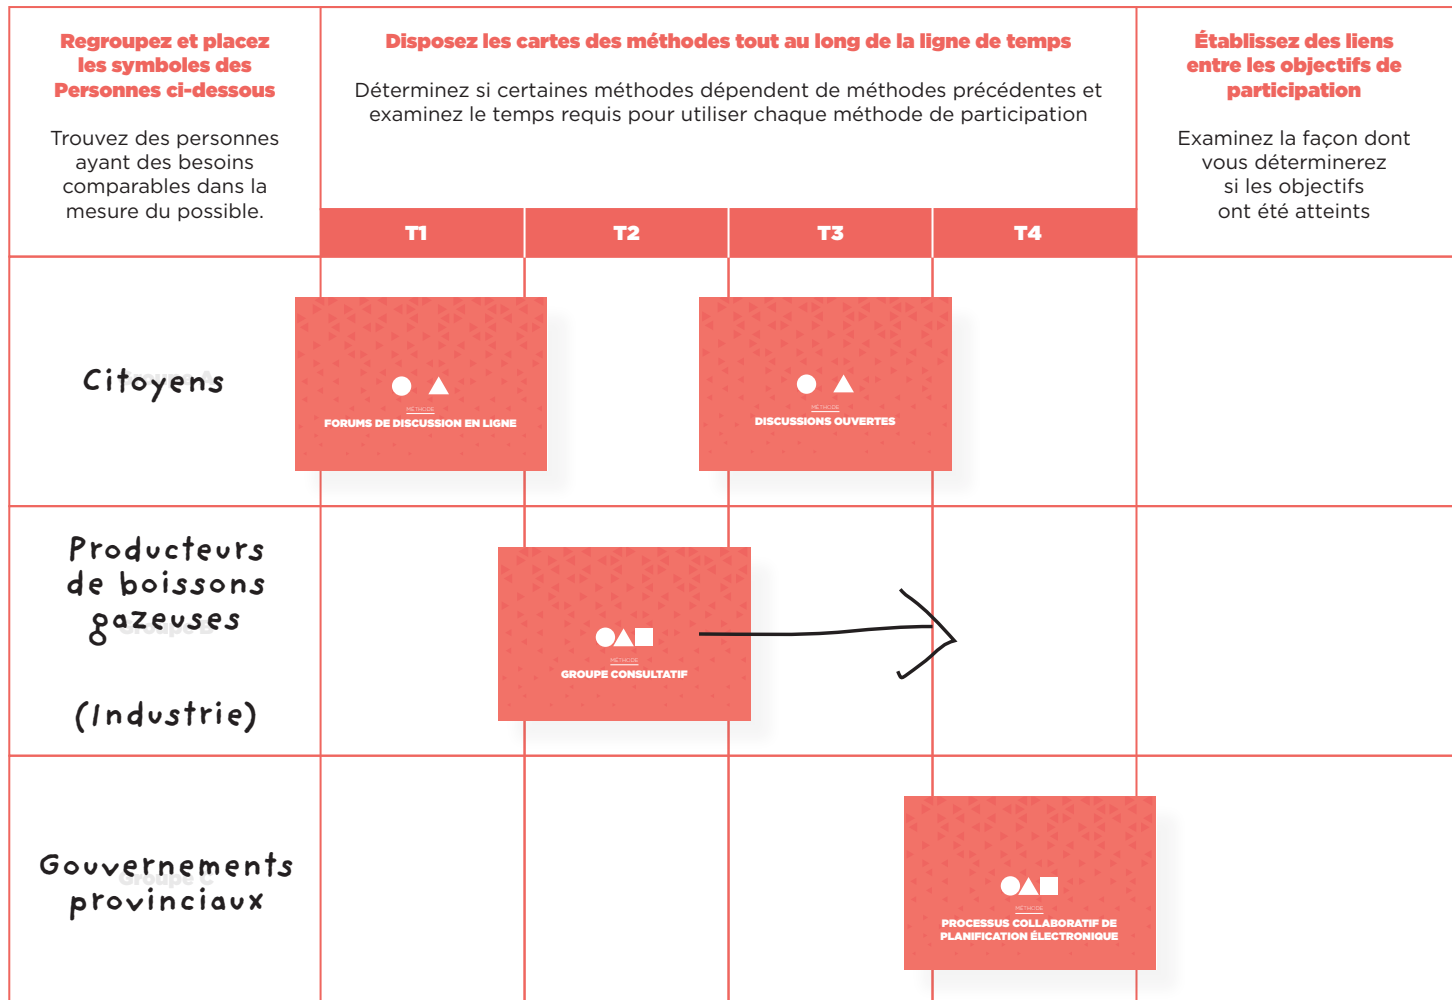 Regroupez et placez
les symboles des
Personnes ci-dessous
Trouvez des personnes
ayant des besoins
comparables dans la
mesure du possible.
Disposez les cartes des méthodes tout au long de la ligne de temps
Déterminez si certaines méthodes dépendent de méthodes précédentes et
examinez le temps requis pour utiliser chaque méthode de participation
Établissez des liens
entre les objectifs de
participation
Examinez la façon dont
vous déterminerez
si les objectifs
ont été atteints
T1
T2
T3
T4
Groupe A
Citoyens
MÉTHODE
FORUMS DE DISCUSSION EN LIGNE
MÉTHODE
DISCUSSIONS OUVERTES
Producteurs
de boissons
gazeuses
Groupe B
(Industrie)
MÉTHODE
GROUPE CONSULTATIF
Gouvernements
Groupe C
provinciaux
MÉTHODE
PROCESSUS COLLABORATIF DE
PLANIFICATION ÉLECTRONIQUE